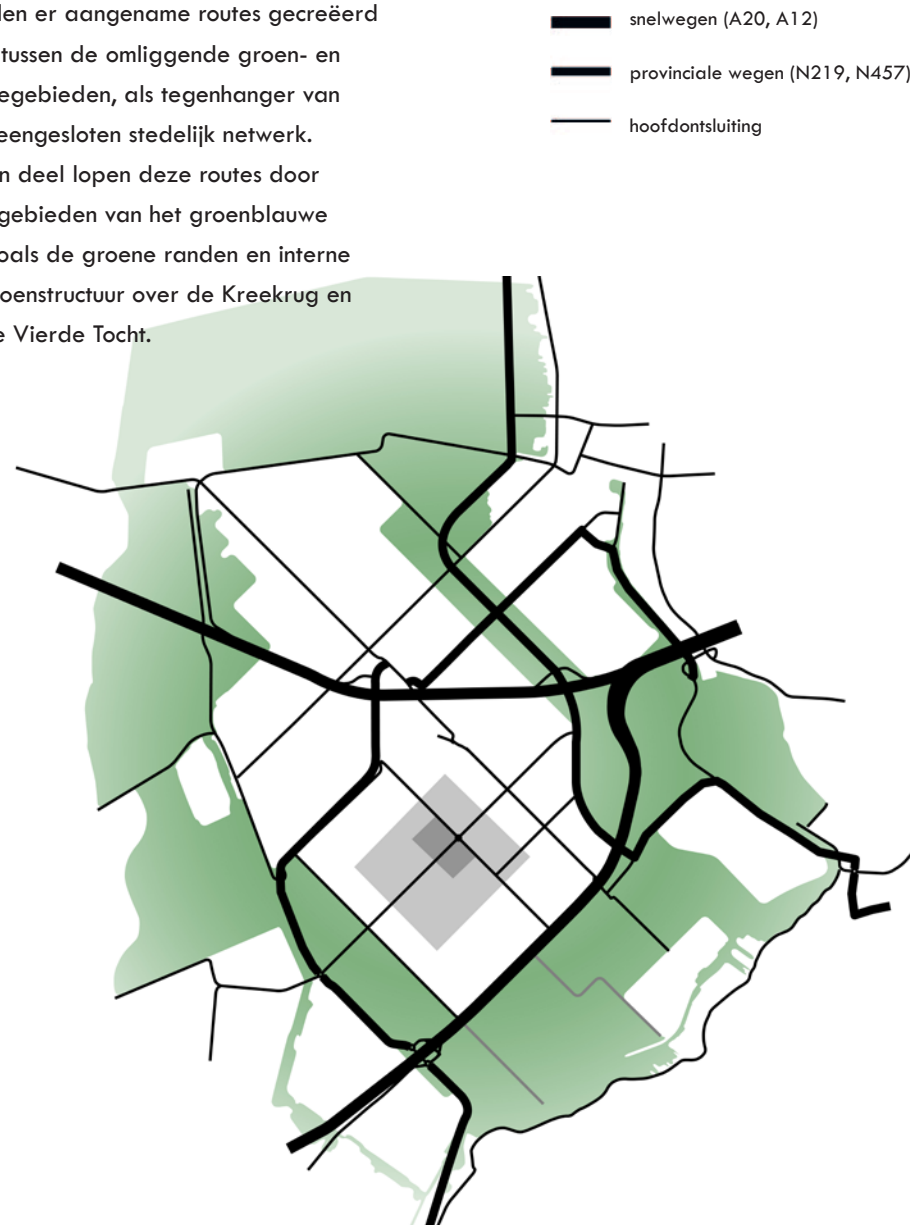 den er aangename routes gecreëerd
tussen de omliggende groen- en
egebieden, als tegenhanger van
eengesloten stedelijk netwerk.
n deel lopen deze routes door
gebieden van het groenblauwe
oals de groene randen en interne
oenstructuur over de Kreekrug en
e Vierde Tocht.
snelwegen (A20, A12)
provinciale wegen (N219, N457)
hoofdontsluiting